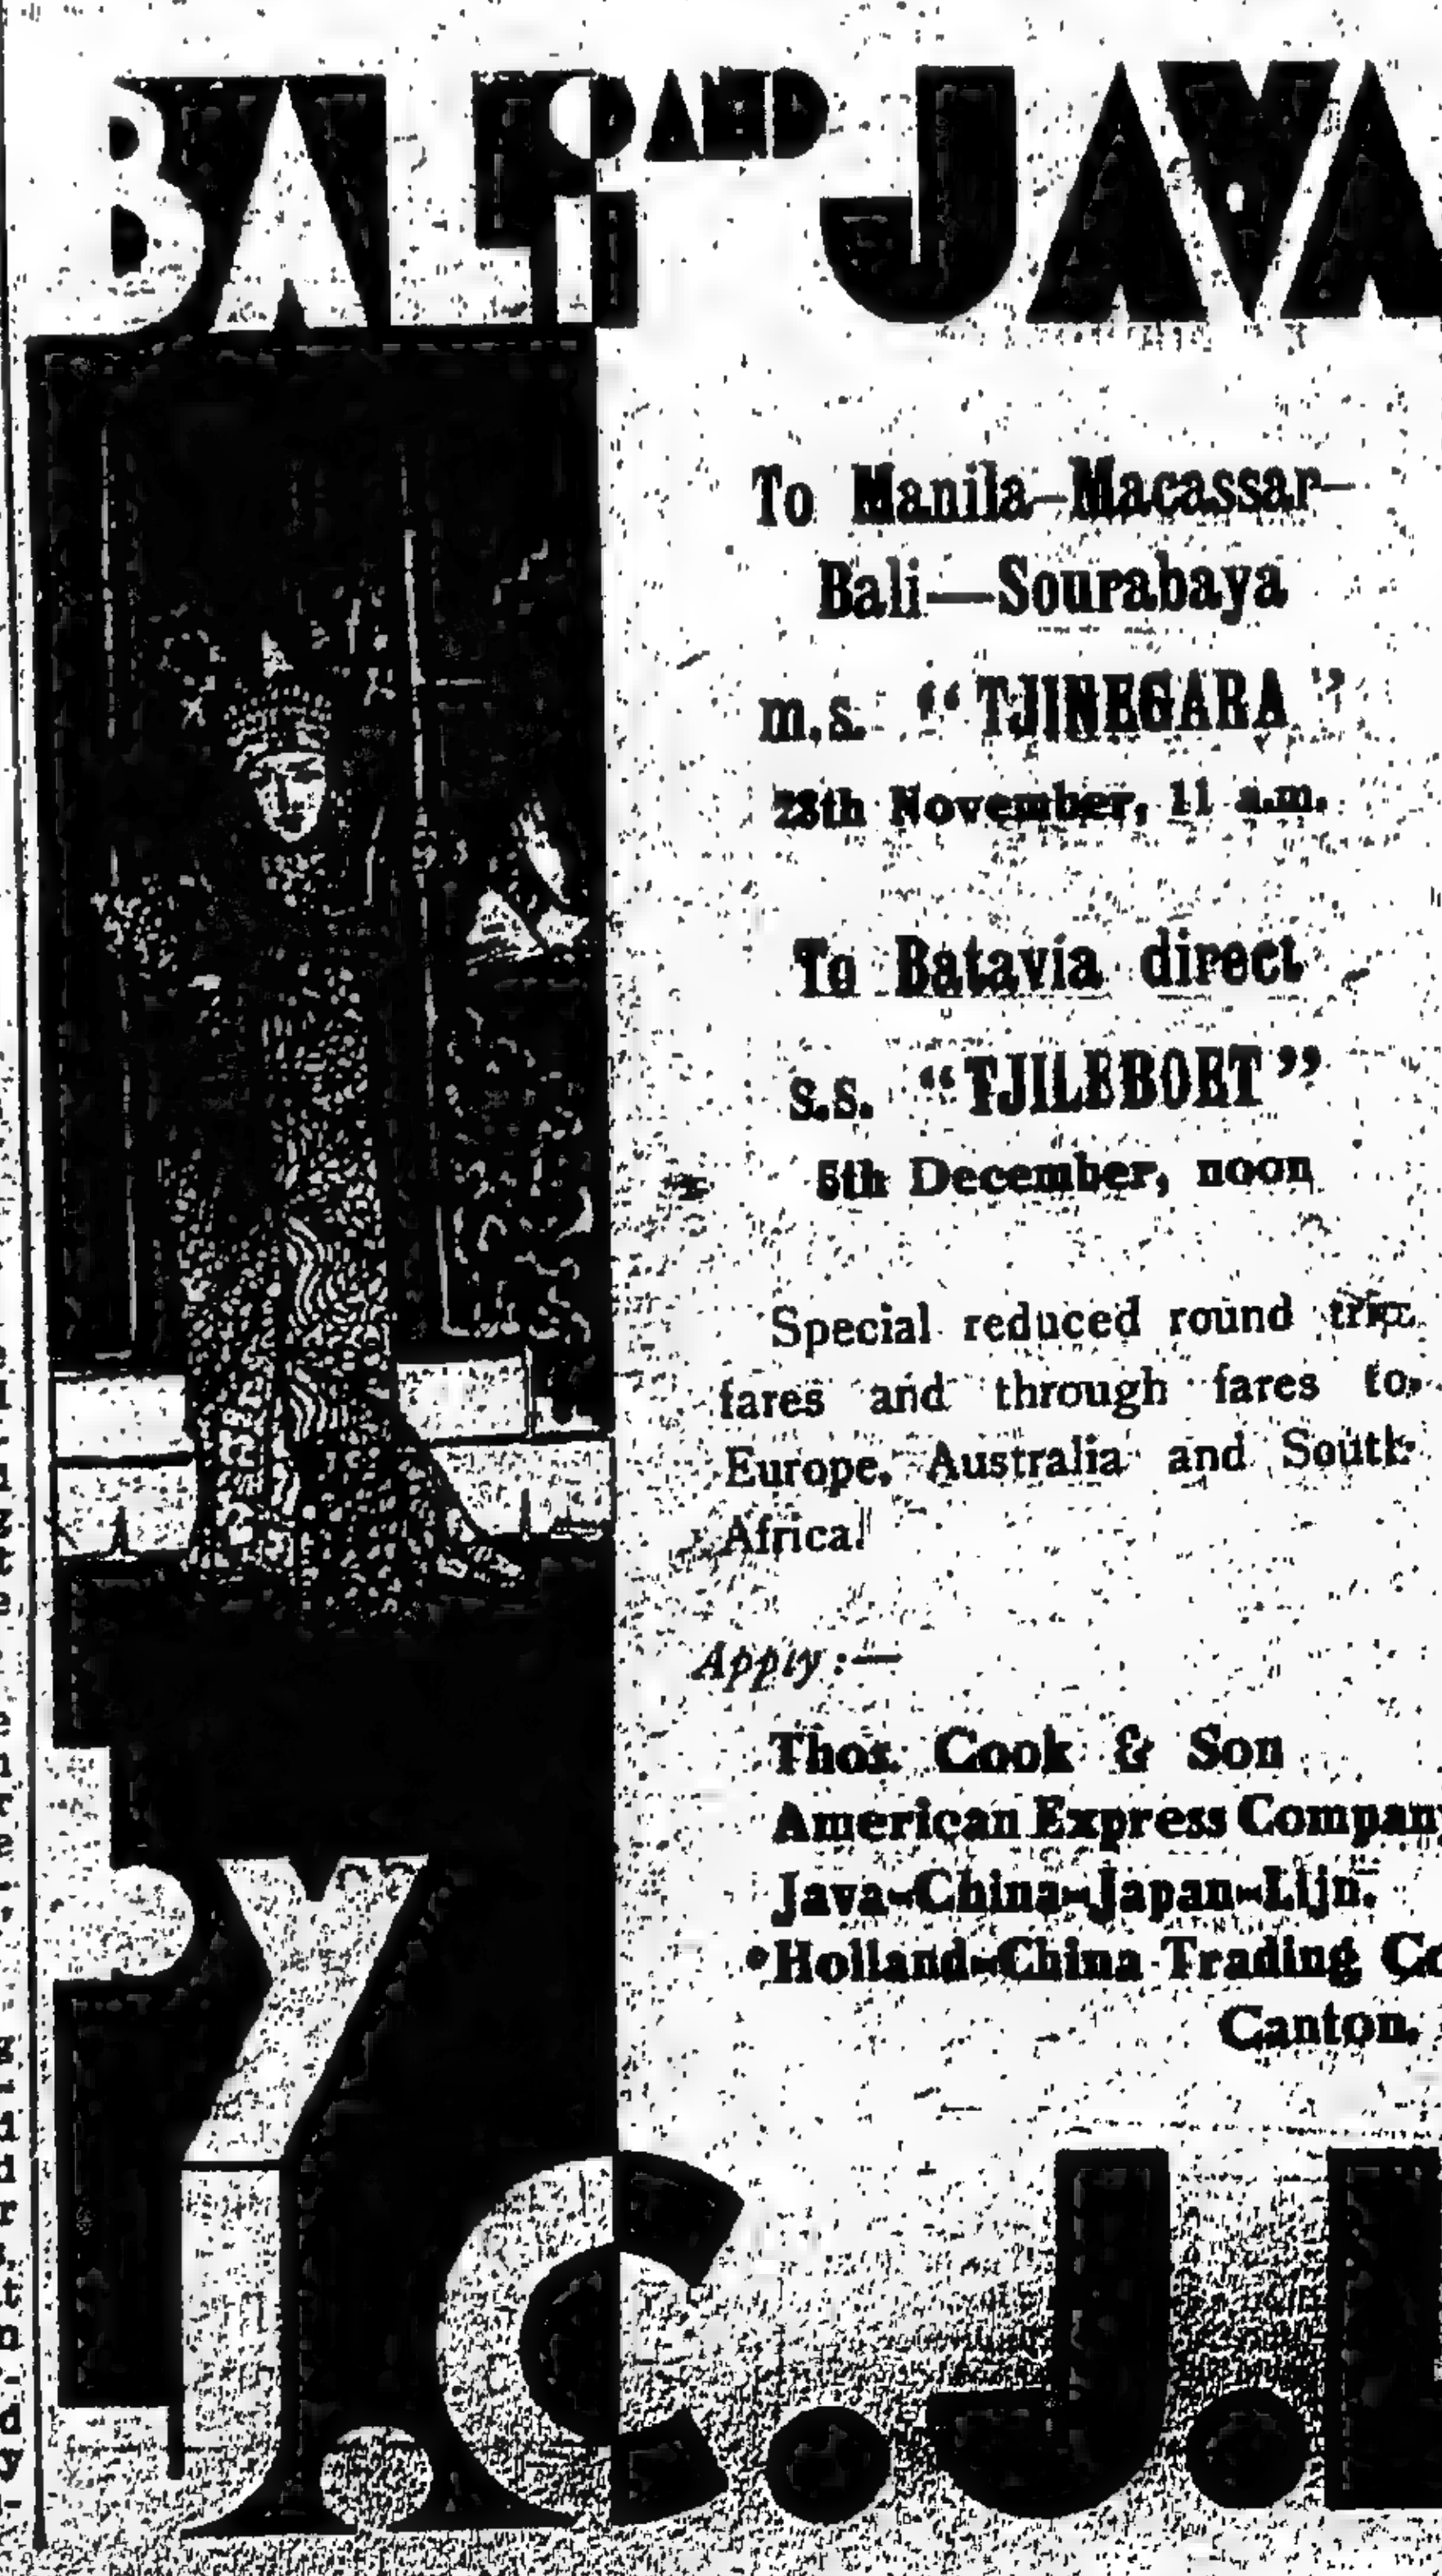 BALI AND JAVA
To Manila—Macassar—
Bali—Sourabaya
m.s. “TJINEGARA”
28th November, 11 a.m.
To Batavia direct
s.s. “TJILEBOET”
5th December, noon
Special reduced round trip
fares and through fares to
Europe, Australia and South
Africa.
Apply:—
Thos. Cook & Son
American Express Company
Java-China-Japan-Lijn.
Holland-China Trading Co
Canton.
By
J.C.J.L